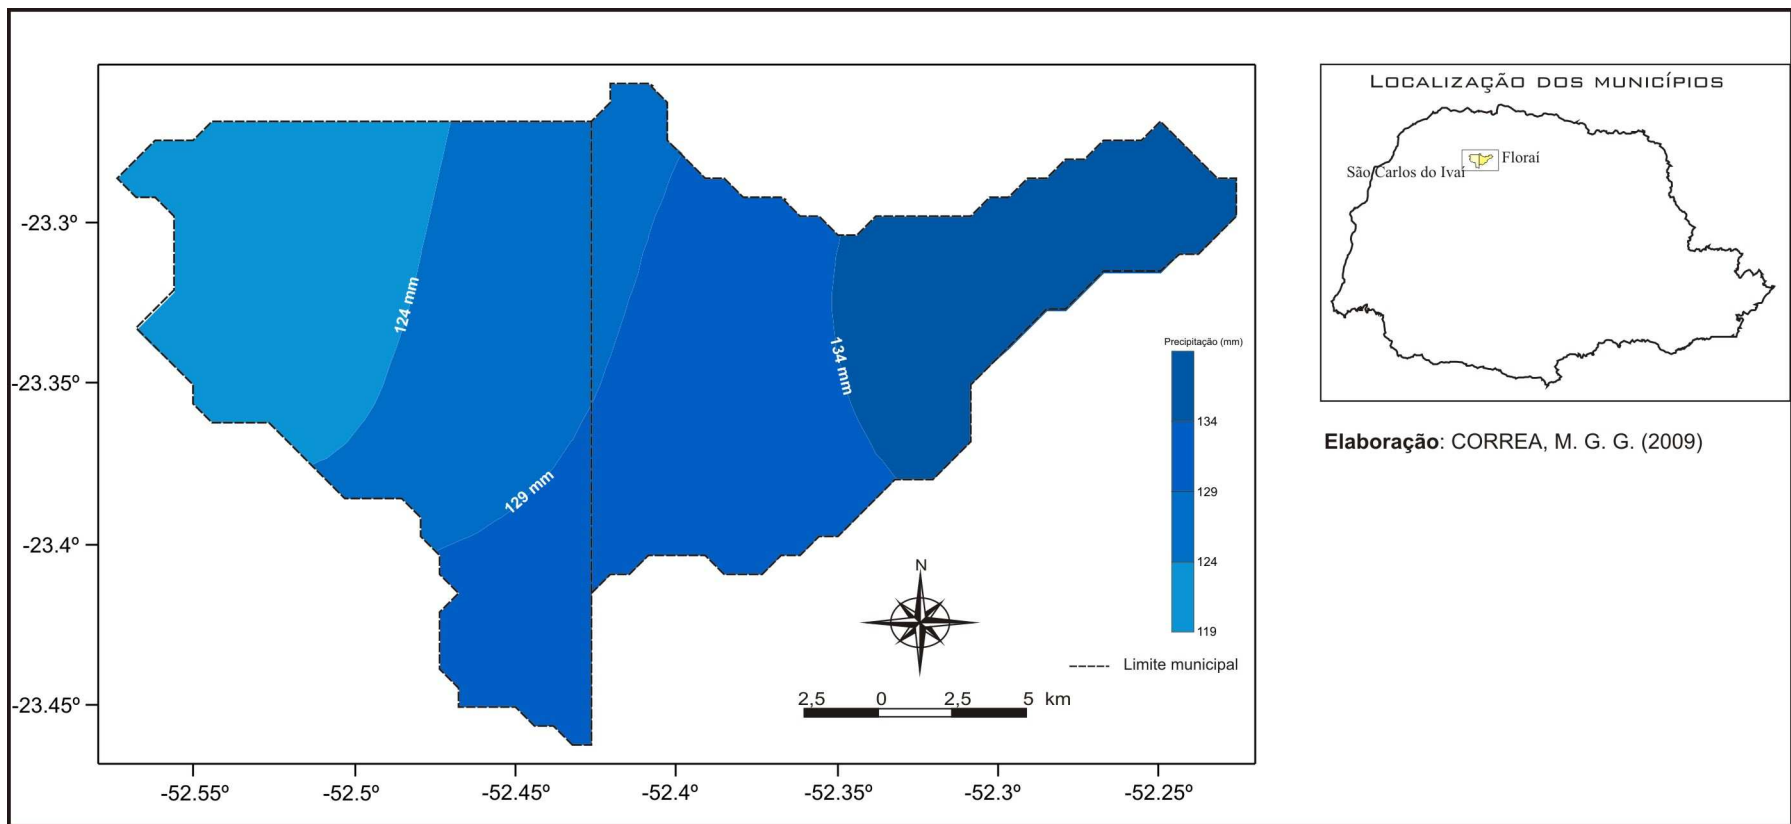 LOCALIZAÇÃO DOS MUNICÍPIOS
Floraí
São Carlos do Ivaí
-23.3º
-23.35º
-23.4º
-23.45º
124 mm
129 mm
134 mm
Precipitação (mm)
134
129
124
119
N
Limite municipal
2,5 0 2,5 5 km
-52.55º -52.5º -52.45º -52.4º -52.35º -52.3º -52.25º
Elaboração: CORREA, M. G. G. (2009)